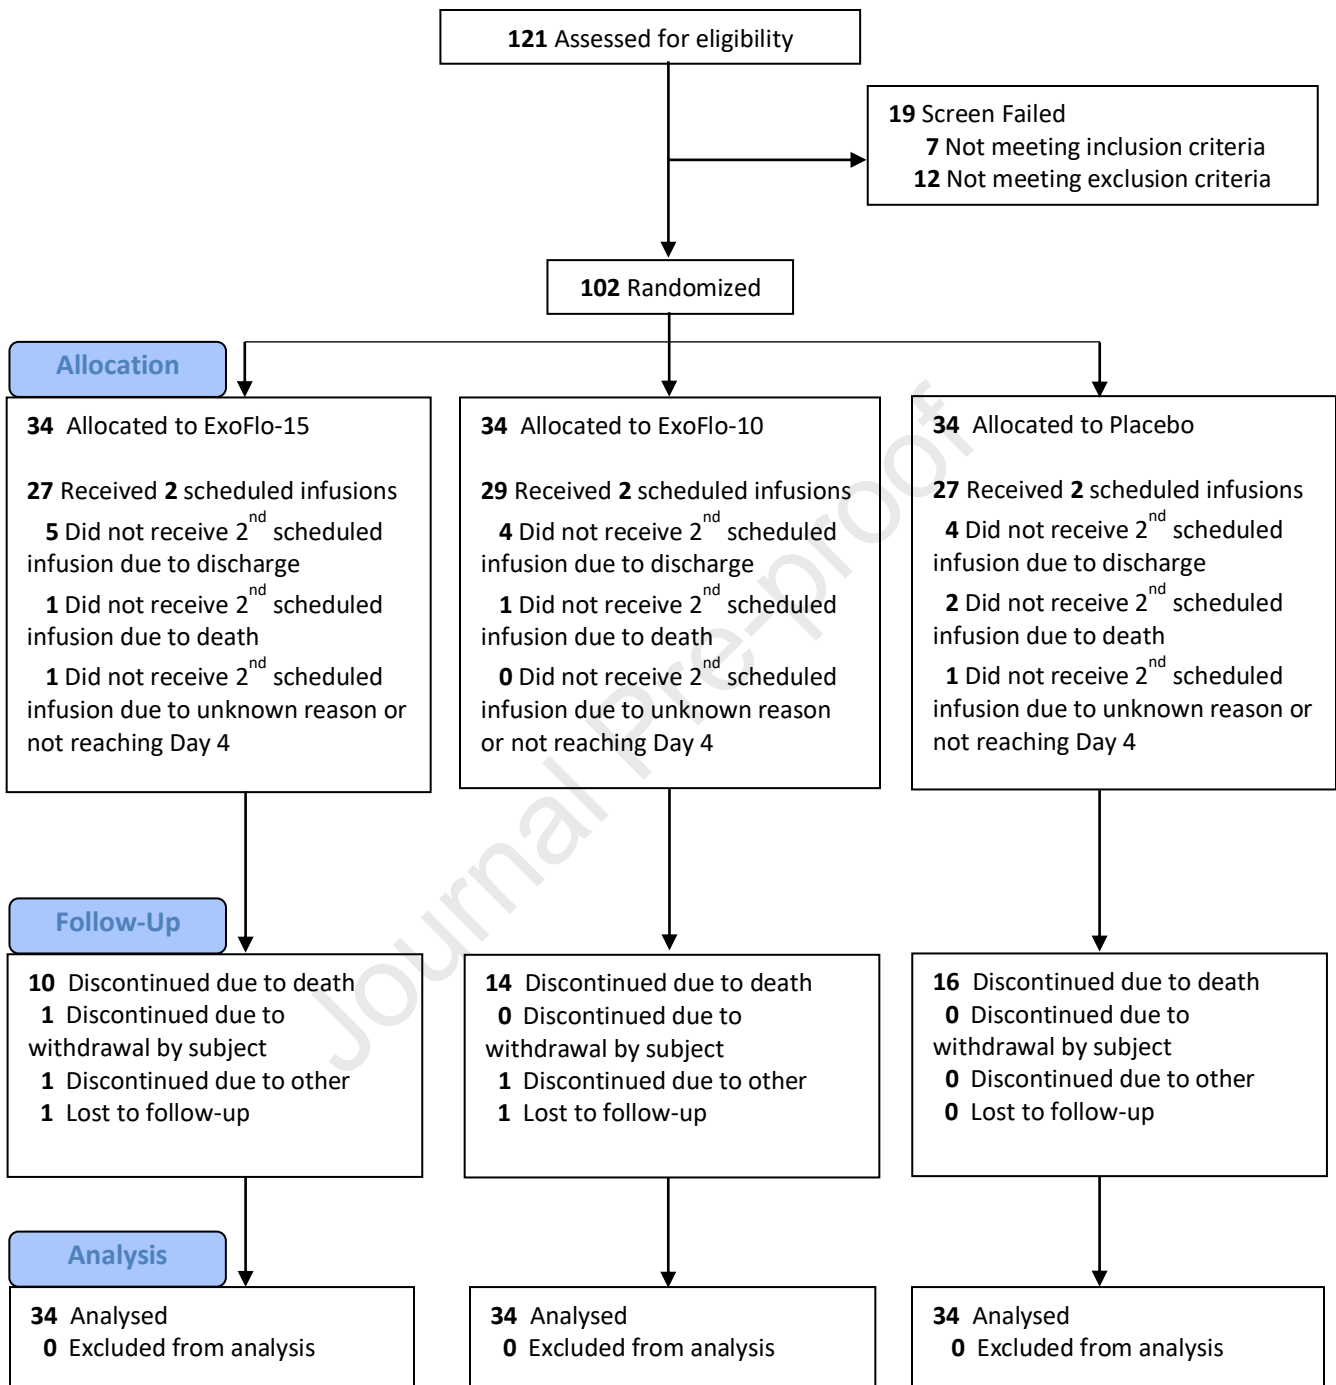 121 Assessed for eligibility
19 Screen Failed
7 Not meeting inclusion criteria
12 Not meeting exclusion criteria
102 Randomized
Allocation
34 Allocated to ExoFlo-15
27 Received 2 scheduled infusions
5 Did not receive 2nd scheduled
infusion due to discharge
1 Did not receive 2nd scheduled
infusion due to death
1 Did not receive 2nd scheduled
infusion due to unknown reason or
not reaching Day 4
34 Allocated to ExoFlo-10
29 Received 2 scheduled infusions
4 Did not receive 2nd scheduled
infusion due to discharge
1 Did not receive 2nd scheduled
infusion due to death
0 Did not receive 2nd scheduled
infusion due to unknown reason
or not reaching Day 4
34 Allocated to Placebo
27 Received 2 scheduled infusions
4 Did not receive 2nd scheduled
infusion due to discharge
2 Did not receive 2nd scheduled
infusion due to death
1 Did not receive 2nd scheduled
infusion due to unknown reason or
not reaching Day 4
Follow-Up
10 Discontinued due to death
1 Discontinued due to
withdrawal by subject
1 Discontinued due to other
1 Lost to follow-up
14 Discontinued due to death
0 Discontinued due to
withdrawal by subject
1 Discontinued due to other
1 Lost to follow-up
16 Discontinued due to death
0 Discontinued due to
withdrawal by subject
0 Discontinued due to other
0 Lost to follow-up
Analysis
34 Analysed
0 Excluded from analysis
34 Analysed
0 Excluded from analysis
34 Analysed
0 Excluded from analysis
Journal Pre-proof